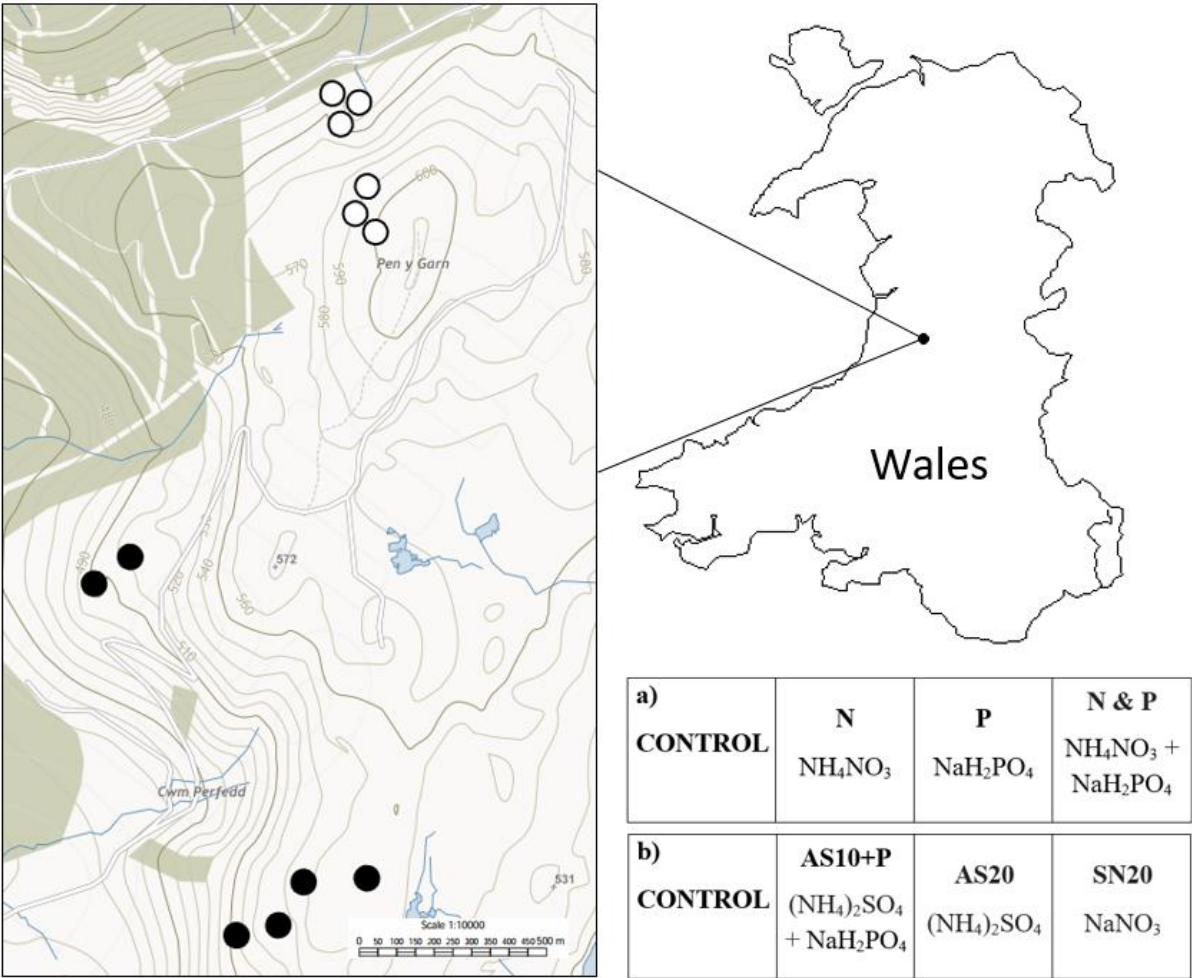 600
Pen y Garn
570
590
580
580
572
530
490
520
540
560
510
Cwm Perfedd
531
Scale 1:10000
0 50 100 150 200 250 300 350 400 450 500 m
Wales
a)
CONTROL
N
NH₄NO₃
P
NaH₂PO₄
N & P
NH₄NO₃ +
NaH₂PO₄
b)
CONTROL
AS10+P
(NH₄)₂SO₄
+ NaH₂PO₄
AS20
(NH₄)₂SO₄
SN20
NaNO₃